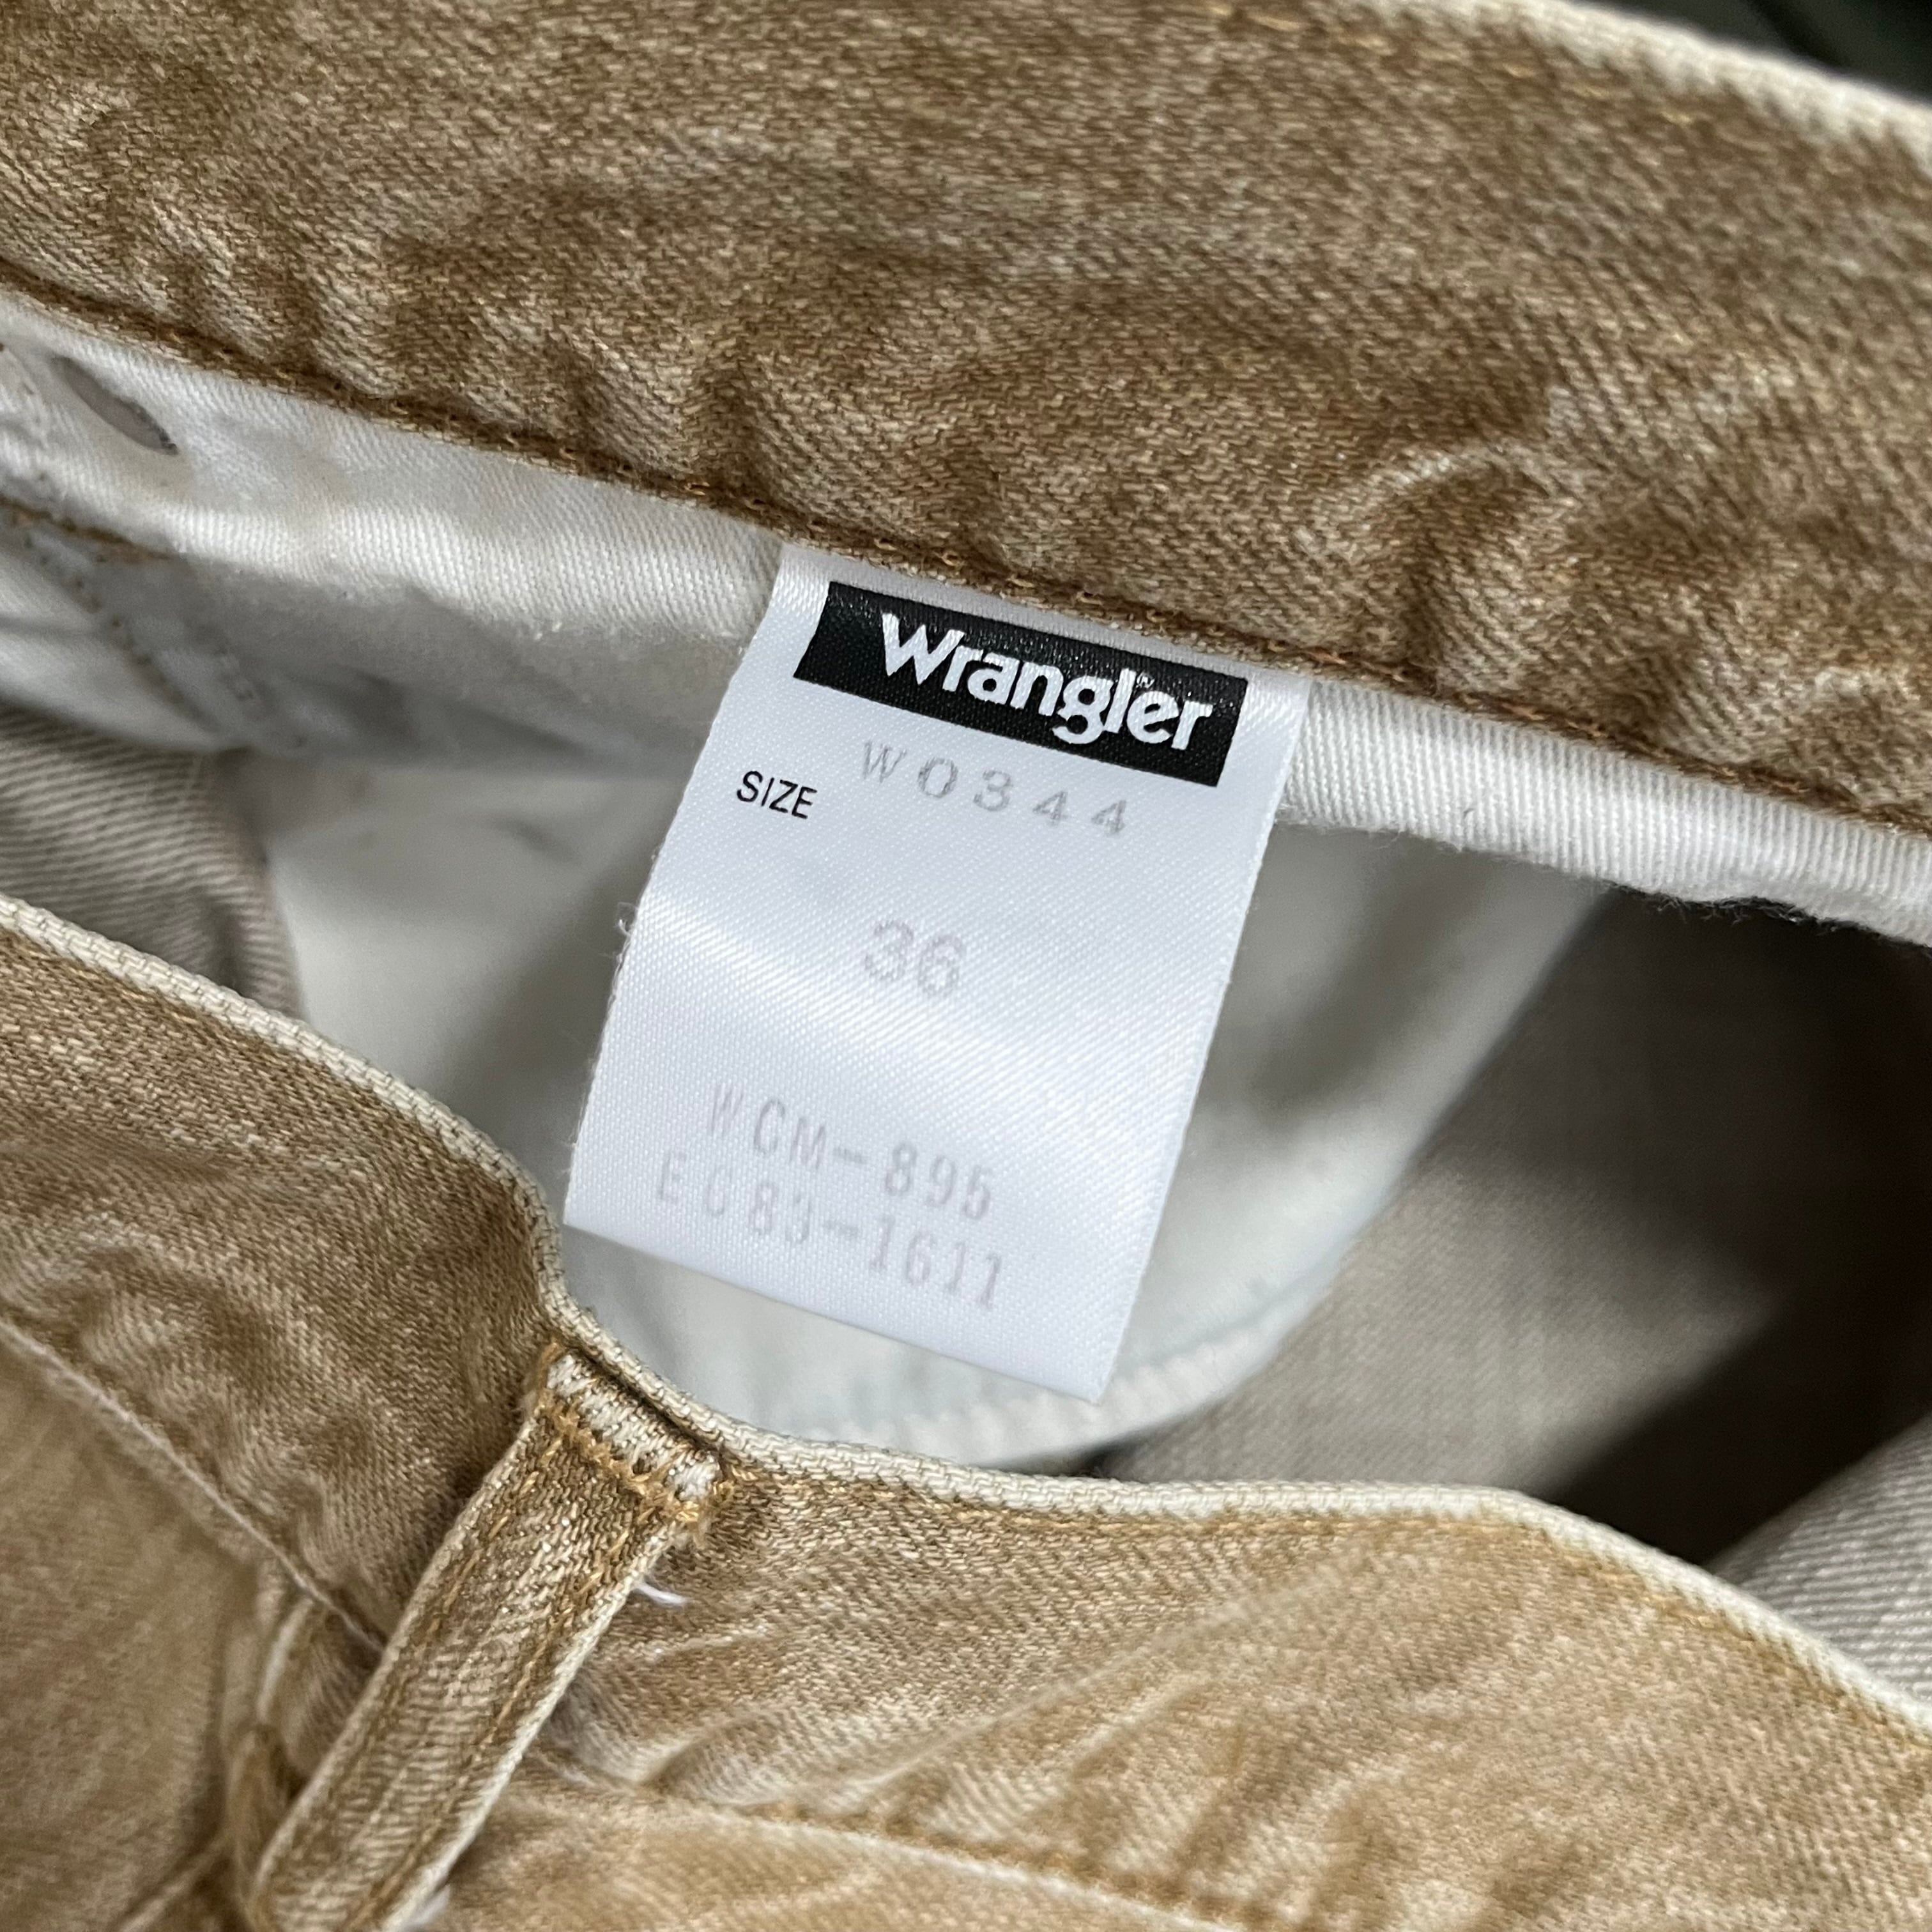 Wrangler
W0344
SIZE
36
WCM-895
EC83-1611